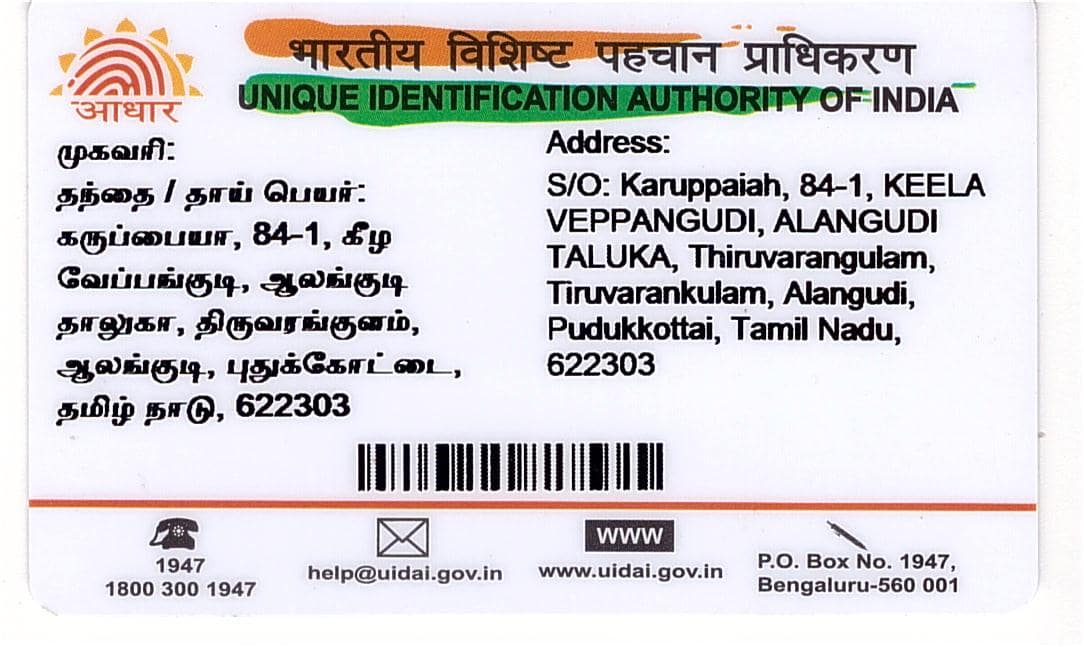 आधार
भारतीय विशिष्ट पहचान प्राधिकरण
UNIQUE IDENTIFICATION AUTHORITY OF INDIA
முகவரி:
தந்தை / தாய் பெயர்:
கருப்பையா, 84-1, கீழ
வேப்பங்குடி, ஆலங்குடி
தாலுகா, திருவரங்குளம்,
ஆலங்குடி, புதுக்கோட்டை,
தமிழ் நாடு, 622303
Address:
S/O: Karuppaiah, 84-1, KEELA
VEPPANGUDI, ALANGUDI
TALUKA, Thiruvarangulam,
Tiruvarankulam, Alangudi,
Pudukkottai, Tamil Nadu,
622303
1947
1800 300 1947
help@uidai.gov.in
WWW
www.uidai.gov.in
P.O. Box No. 1947,
Bengaluru-560 001